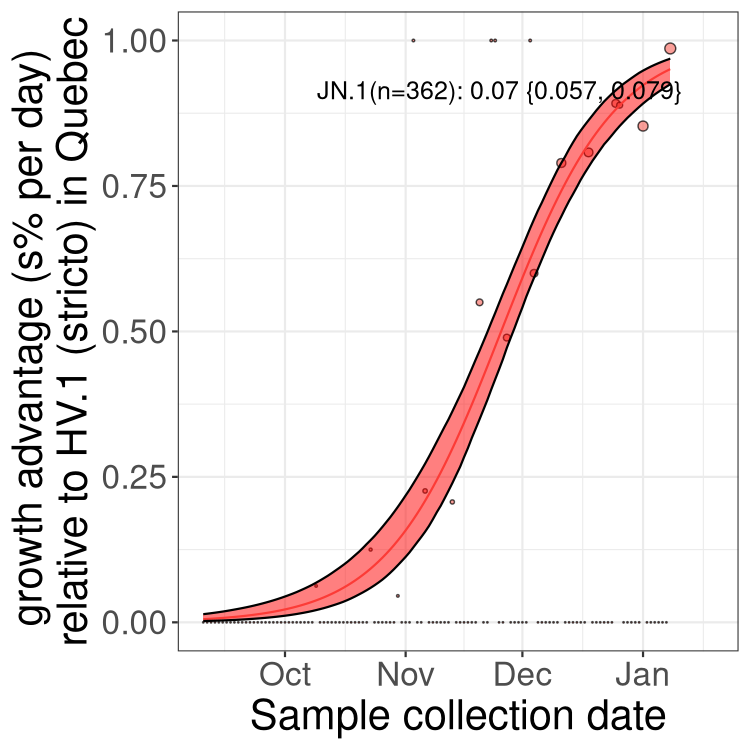 growth advantage (s% per day)
relative to HV.1 (stricto) in Quebec
1.00
0.75
0.50
0.25
0.00
JN.1(n=362): 0.07 {0.057, 0.079}
Oct Nov Dec Jan
Sample collection date